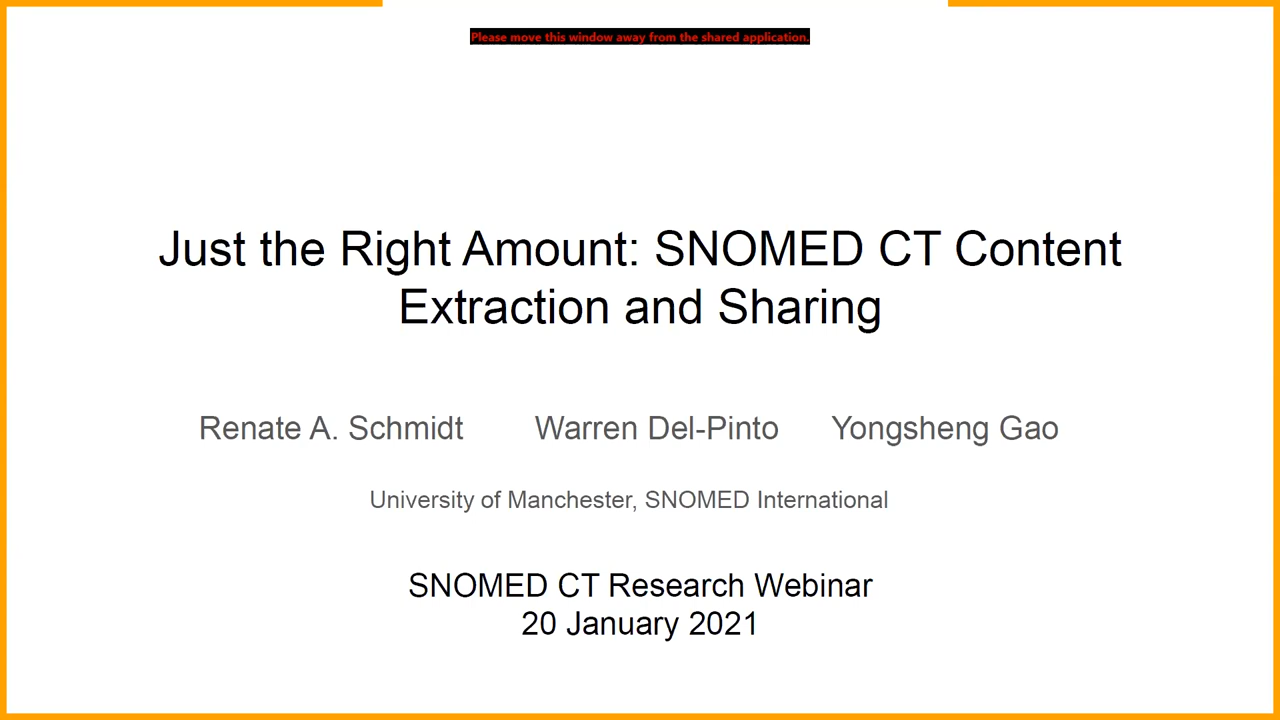 Please move this window away from the shared application.
Just the Right Amount: SNOMED CT Content
Extraction and Sharing
Renate A. Schmidt Warren Del-Pinto Yongsheng Gao
University of Manchester, SNOMED International
SNOMED CT Research Webinar
20 January 2021